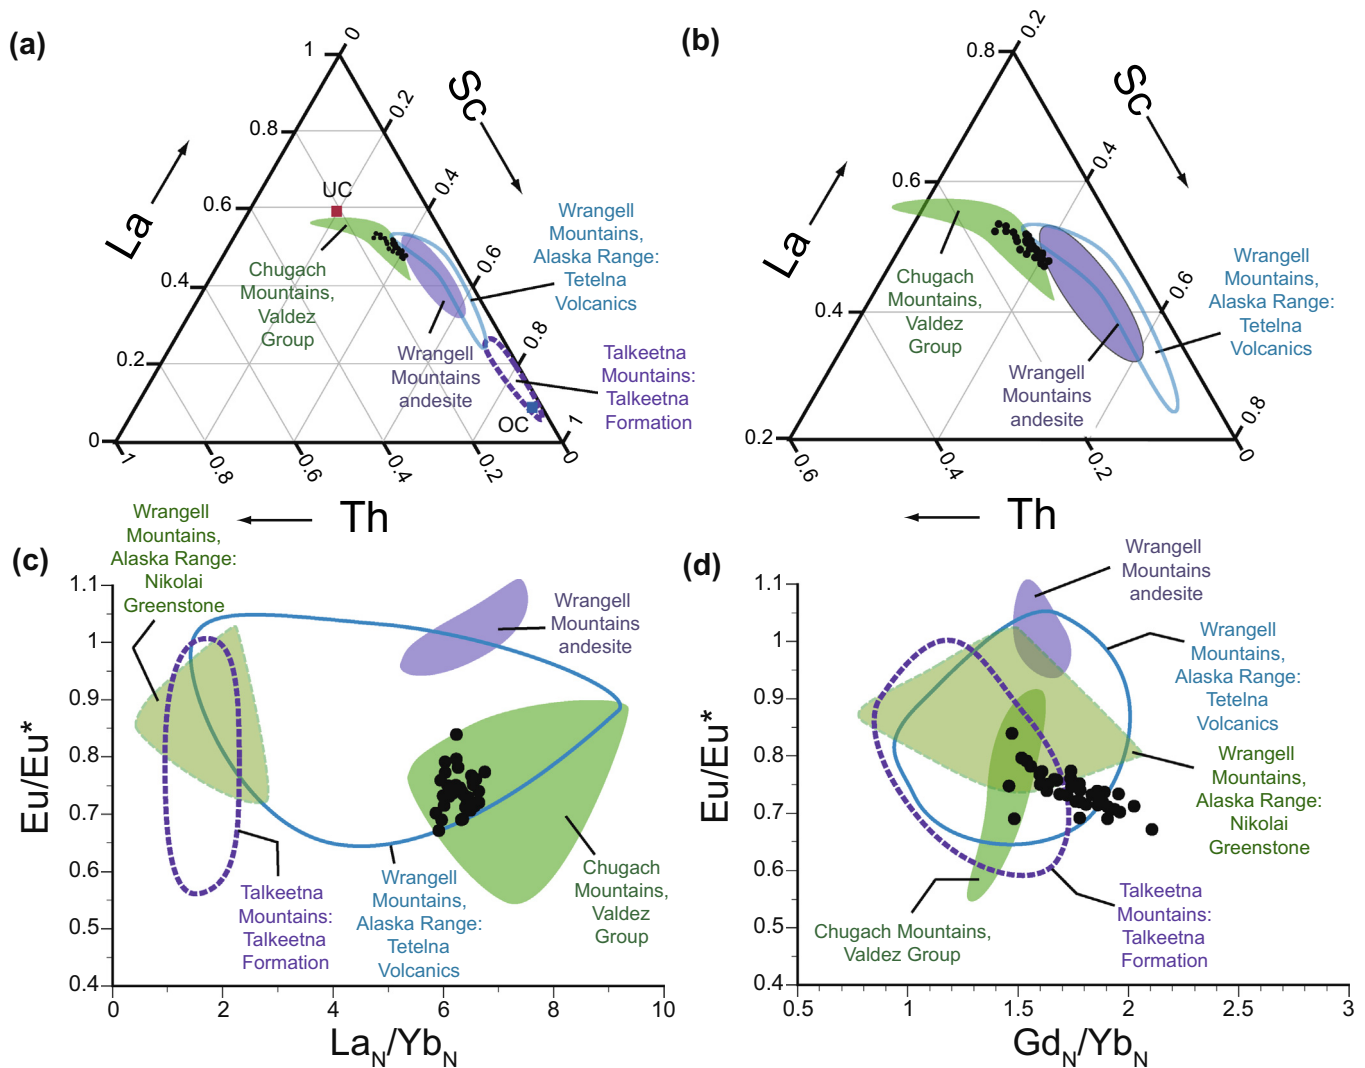 (a)
1
0
0.8
0.2
Sc
La
UC
0.6
0.4
Wrangell
Mountains,
Alaska Range:
Tetelna
Volcanics
0.6
Chugach
Mountains,
Valdez
Group
0.4
0.8
Wrangell
Mountains
andesite
Talkeetna
Mountains:
Talkeetna
Formation
0.2
OC
1
0
1
0.8
0.6
0.4
0.2
0
Th
(b)
0.8
0.2
Sc
0.4
La
0.6
Chugach
Mountains,
Valdez
Group
Wrangell
Mountains,
Alaska Range:
Tetelna
Volcanics
0.6
0.4
Wrangell
Mountains
andesite
0.8
0.2
0.6
0.4
0.2
0
Th
(c)
Wrangell
Mountains,
Alaska Range:
Nikolai
Greenstone
1.1
1
0.9
0.8
0.7
0.6
0.5
0.4
Eu/Eu*
Wrangell
Mountains
andesite
Talkeetna
Mountains:
Talkeetna
Formation
Wrangell
Mountains,
Alaska Range:
Tetelna
Volcanics
Chugach
Mountains,
Valdez
Group
0
2
4
6
8
10
LaN/YbN
(d)
Wrangell
Mountains
andesite
1.1
1
0.9
0.8
0.7
0.6
0.5
0.4
Eu/Eu*
Wrangell
Mountains,
Alaska Range:
Tetelna
Volcanics
Wrangell
Mountains,
Alaska Range:
Nikolai
Greenstone
Chugach Mountains,
Valdez Group
Talkeetna
Mountains:
Talkeetna
Formation
0.5
1
1.5
2
2.5
3
GdN/YbN